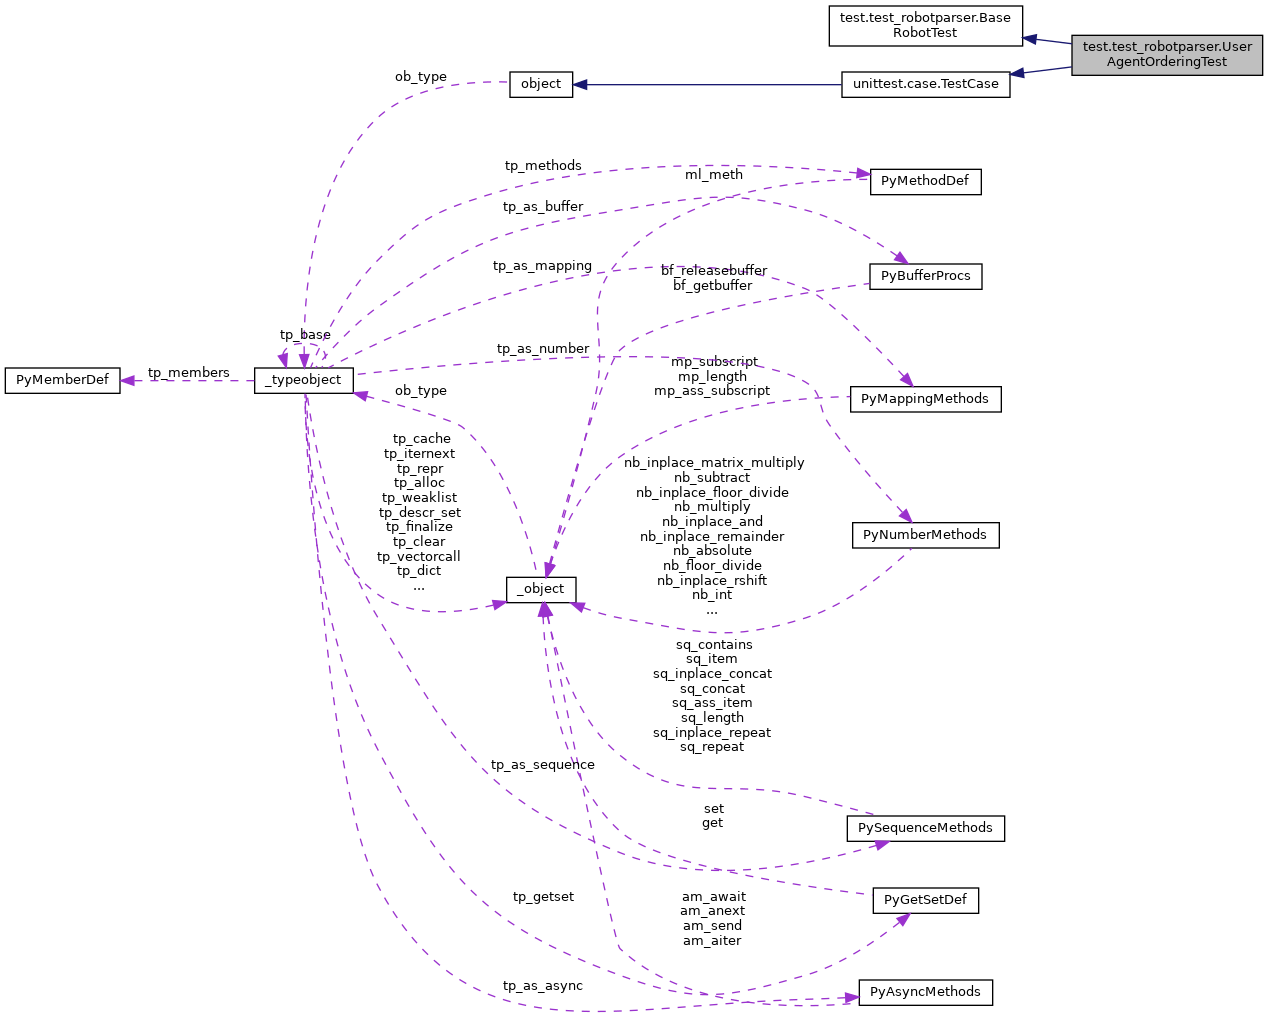 test.test_robotparser.Base
RobotTest
test.test_robotparser.User
AgentOrderingTest
ob_type
object
unittest.case.TestCase
tp_methods
ml_meth
PyMethodDef
tp_as_buffer
tp_as_mapping
bf_releasebuffer
bf_getbuffer
PyBufferProcs
tp_base
tp_as_number
mp_subscript
mp_length
mp_ass_subscript
PyMemberDef
tp_members
_typeobject
ob_type
PyMappingMethods
tp_cache
tp_iternext
tp_repr
tp_alloc
tp_weaklist
tp_descr_set
tp_finalize
tp_clear
tp_vectorcall
tp_dict
...
nb_inplace_matrix_multiply
nb_subtract
nb_inplace_floor_divide
nb_multiply
nb_inplace_and
nb_inplace_remainder
nb_absolute
nb_floor_divide
nb_inplace_rshift
nb_int
...
PyNumberMethods
_object
sq_contains
sq_item
sq_inplace_concat
sq_concat
sq_ass_item
sq_length
sq_inplace_repeat
sq_repeat
tp_as_sequence
set
get
PySequenceMethods
tp_getset
am_await
am_anext
am_send
am_aiter
PyGetSetDef
tp_as_async
PyAsyncMethods